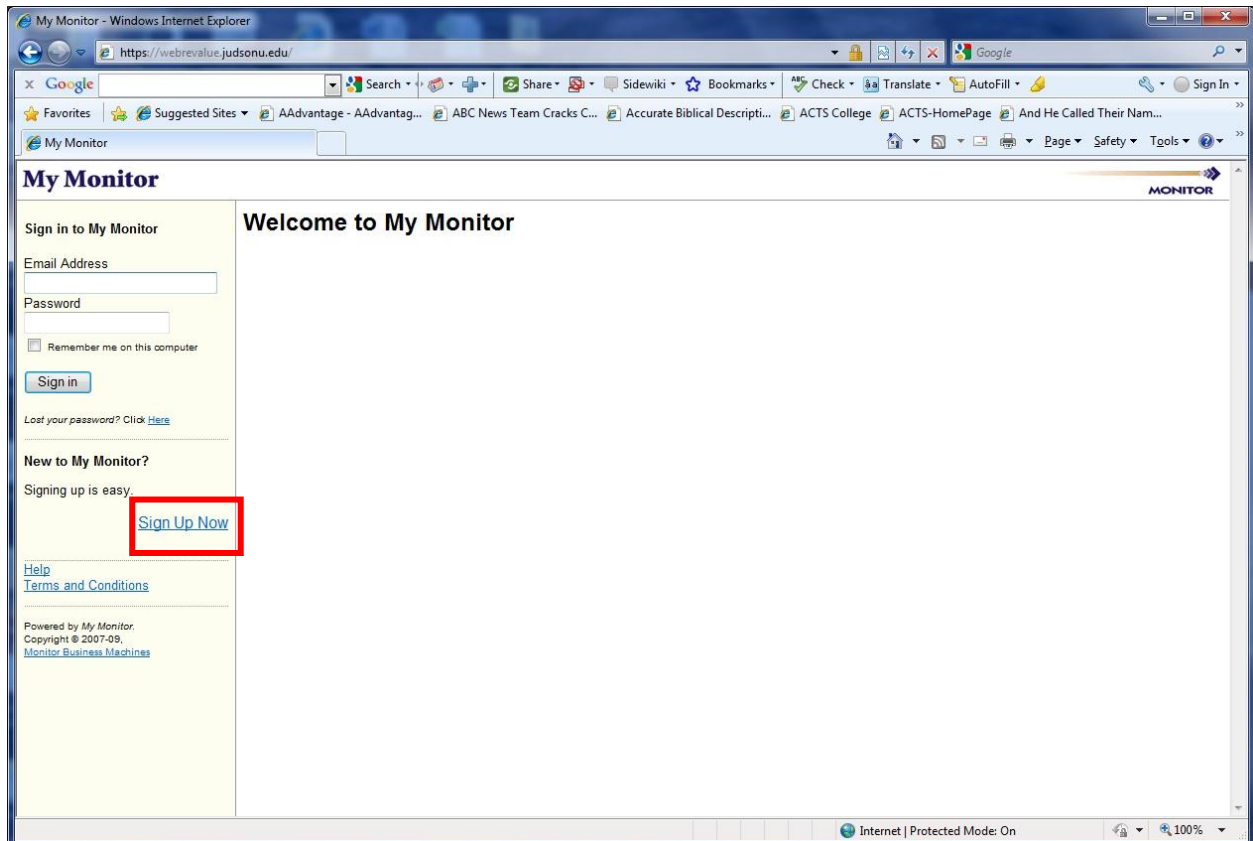 My Monitor - Windows Internet Explorer
https://webrevalue.judsonu.edu/
Google
x Google Search Share Sidewiki Bookmarks Check Translate AutoFill Sign In
Favorites Suggested Sites AAdvantage - AAdvantag... ABC News Team Cracks C... Accurate Biblical Descripti... ACTS College ACTS-HomePage And He Called Their Nam...
My Monitor Page Safety Tools
My Monitor
MONITOR
Sign in to My Monitor
Email Address
Password
Remember me on this computer
Sign in
Lost your password? Click Here
New to My Monitor?
Signing up is easy.
Sign Up Now
Help
Terms and Conditions
Powered by My Monitor.
Copyright © 2007-09,
Monitor Business Machines
Welcome to My Monitor
Internet | Protected Mode: On 100%